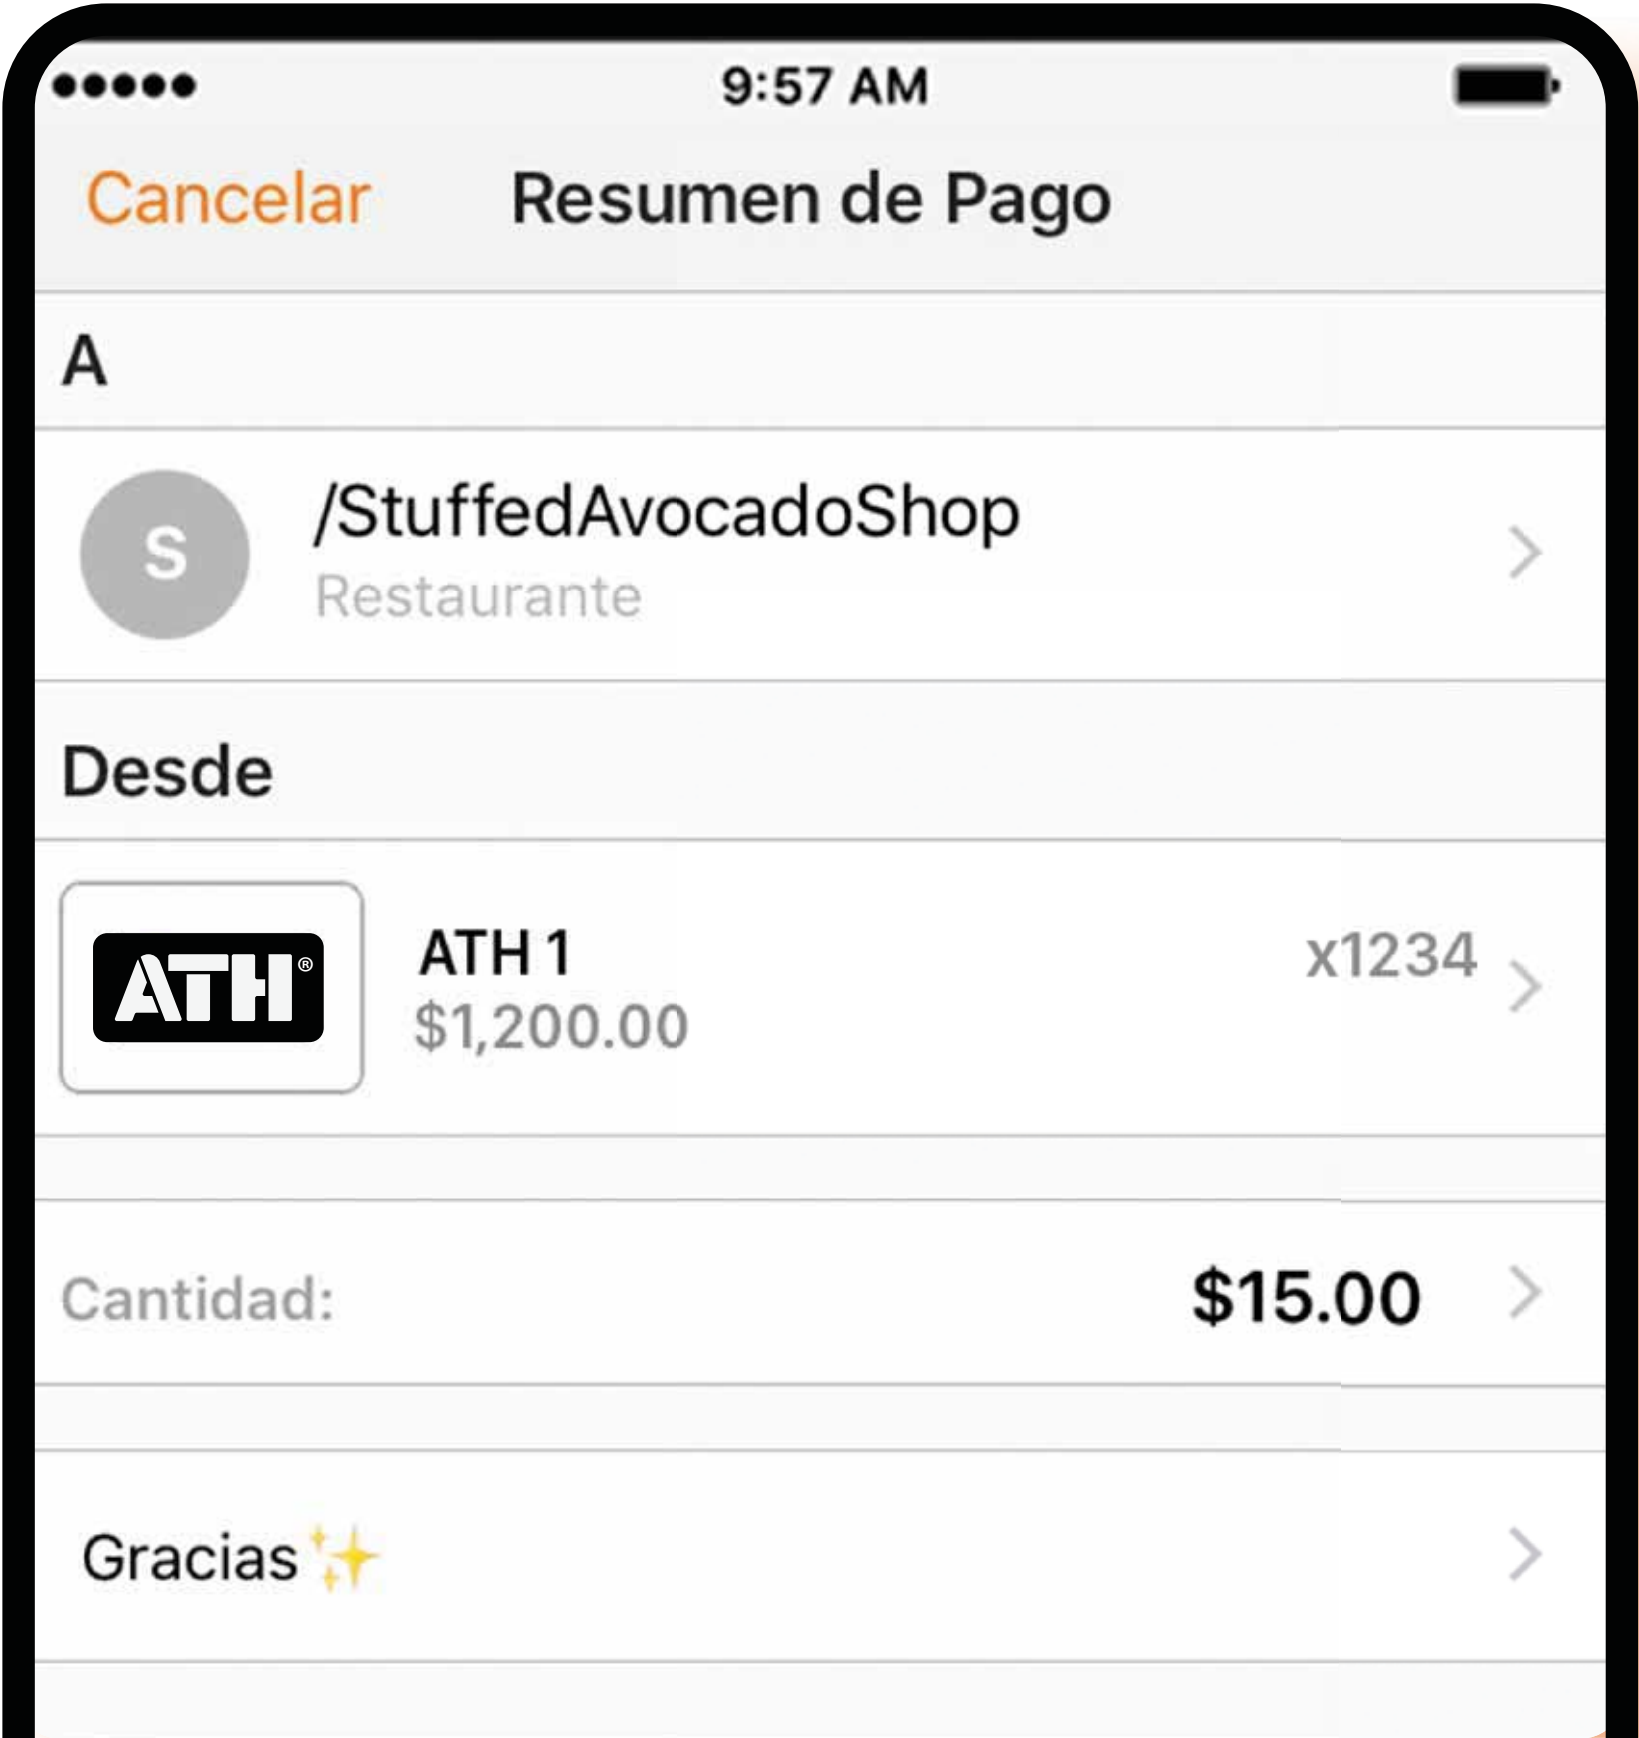 9:57 AM
Cancelar Resumen de Pago
A
S
/StuffedAvocadoShop
Restaurante
Desde
ATH®
ATH 1
x1234
$1,200.00
Cantidad: $15.00
Gracias✨